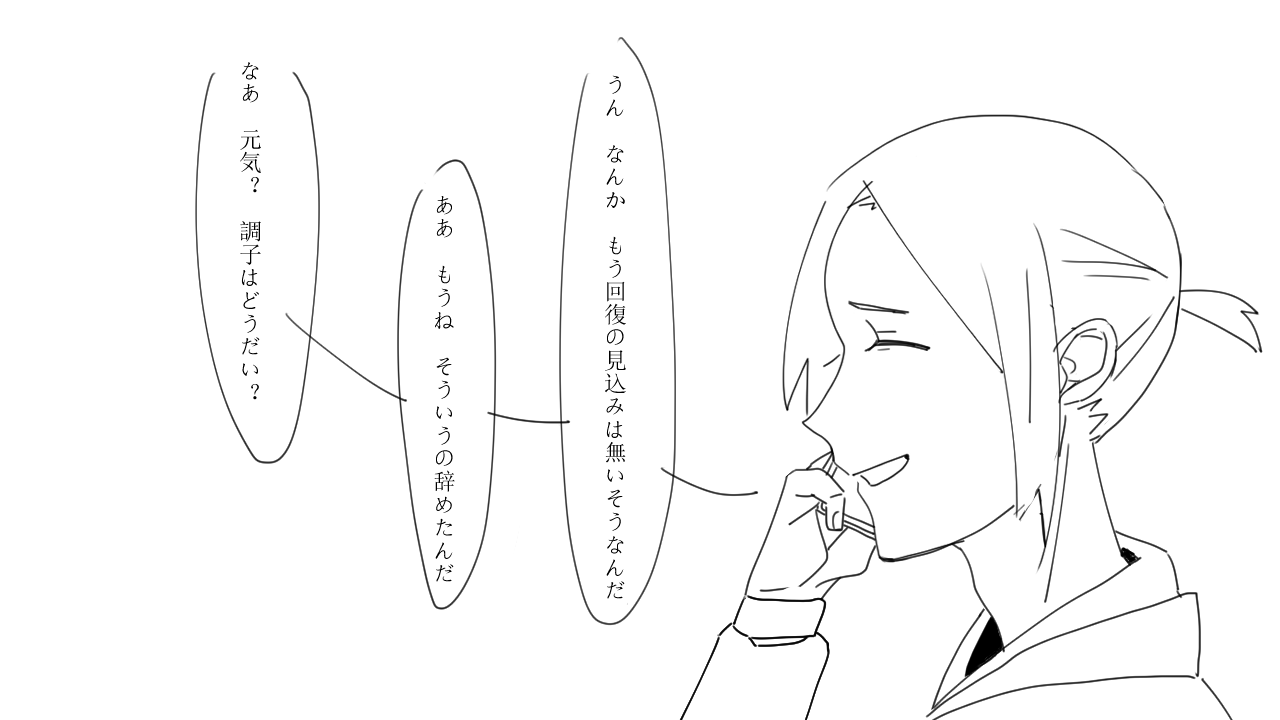 うん　なんか　もう回復の見込みは無いそうなんだ
ああ　もうね　そういうの辞めたんだ
なあ　元気？　調子はどうだい？